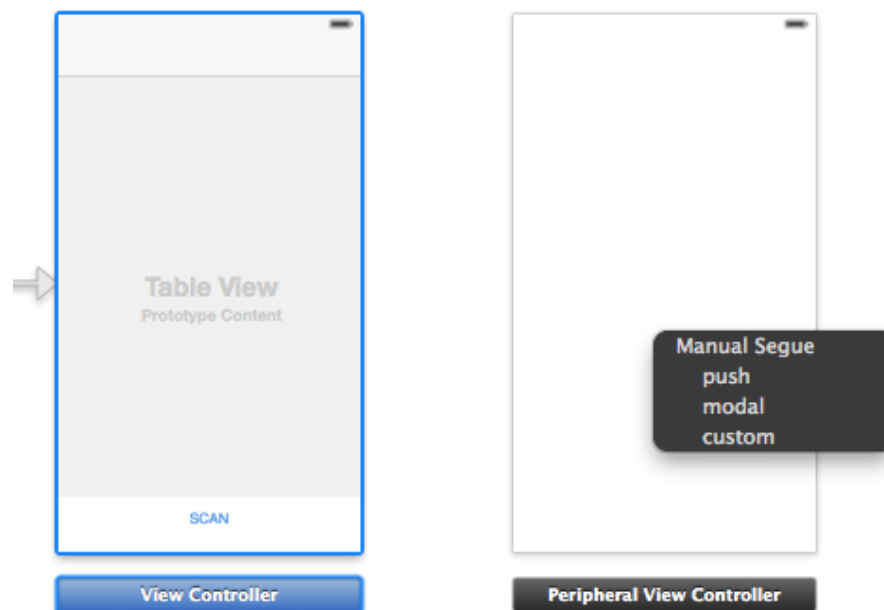 Table View
Prototype Content
SCAN
View Controller
Manual Segue
push
modal
custom
Peripheral View Controller